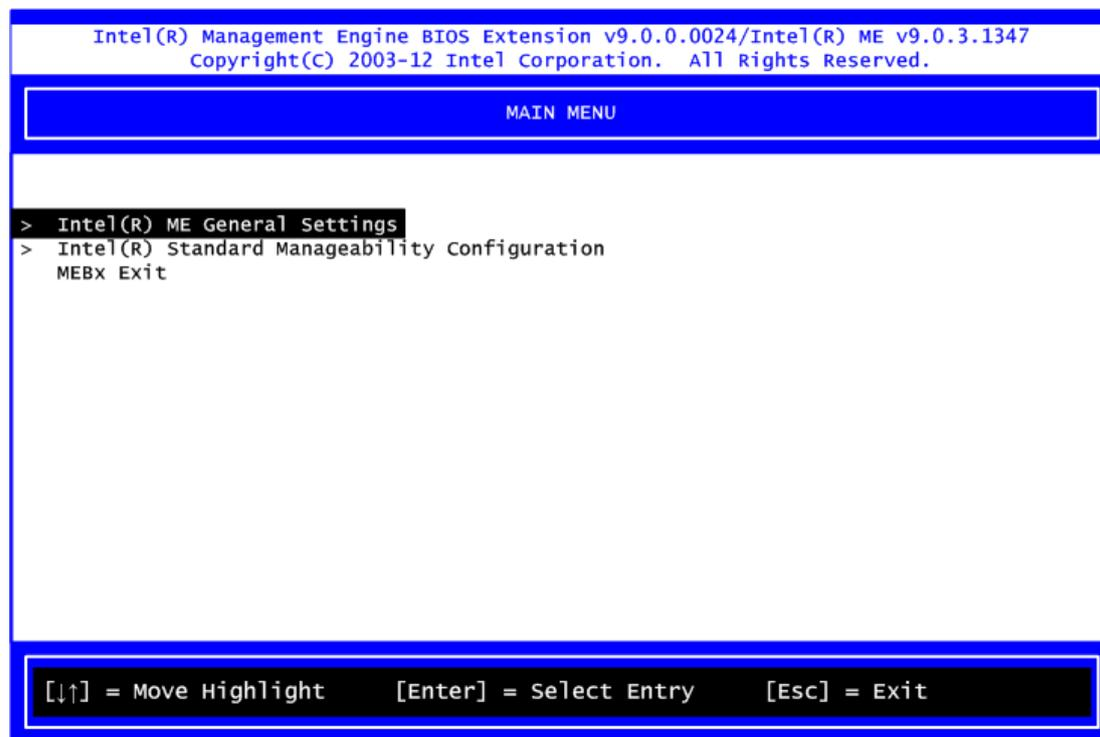 Intel(R) Management Engine BIOS Extension v9.0.0.0024/Intel(R) ME v9.0.3.1347
Copyright(C) 2003-12 Intel Corporation. All Rights Reserved.
MAIN MENU
> Intel(R) ME General Settings
> Intel(R) Standard Manageability Configuration
MEBx Exit
[↓↑] = Move Highlight [Enter] = Select Entry [Esc] = Exit